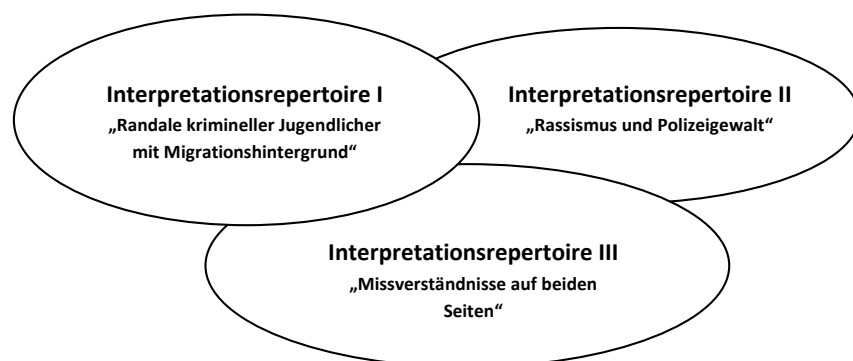 Interpretationsrepertoire I
„Randale krimineller Jugendlicher
mit Migrationshintergrund“
Interpretationsrepertoire II
„Rassismus und Polizeigewalt“
Interpretationsrepertoire III
„Missverständnisse auf beiden
Seiten“